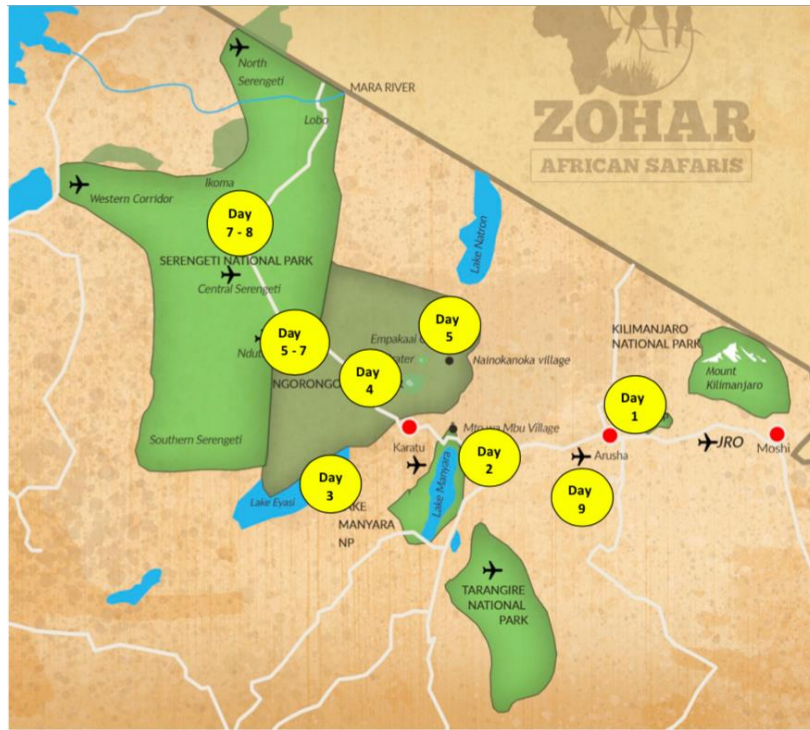 ZOHAR
AFRICAN SAFARIS
North
Serengeti
MARA RIVER
Lobo
Ikoma
Western Corridor
Day
7 - 8
SERENGETI NATIONAL PARK
Central Serengeti
Lake Natron
Day
5 - 7
Day
5
Empakaai
Nainokanoka village
Day
4
KILIMANJARO
NATIONAL PARK
Mount
Kilimanjaro
Day
1
Southern Serengeti
Karatu
Mto wa Mbu Village
Day
2
Arusha
JRO
Moshi
Day
3
Lake Eyasi
Lake Manyara
MANYARA
NP
Day
9
TARANGIRE
NATIONAL
PARK